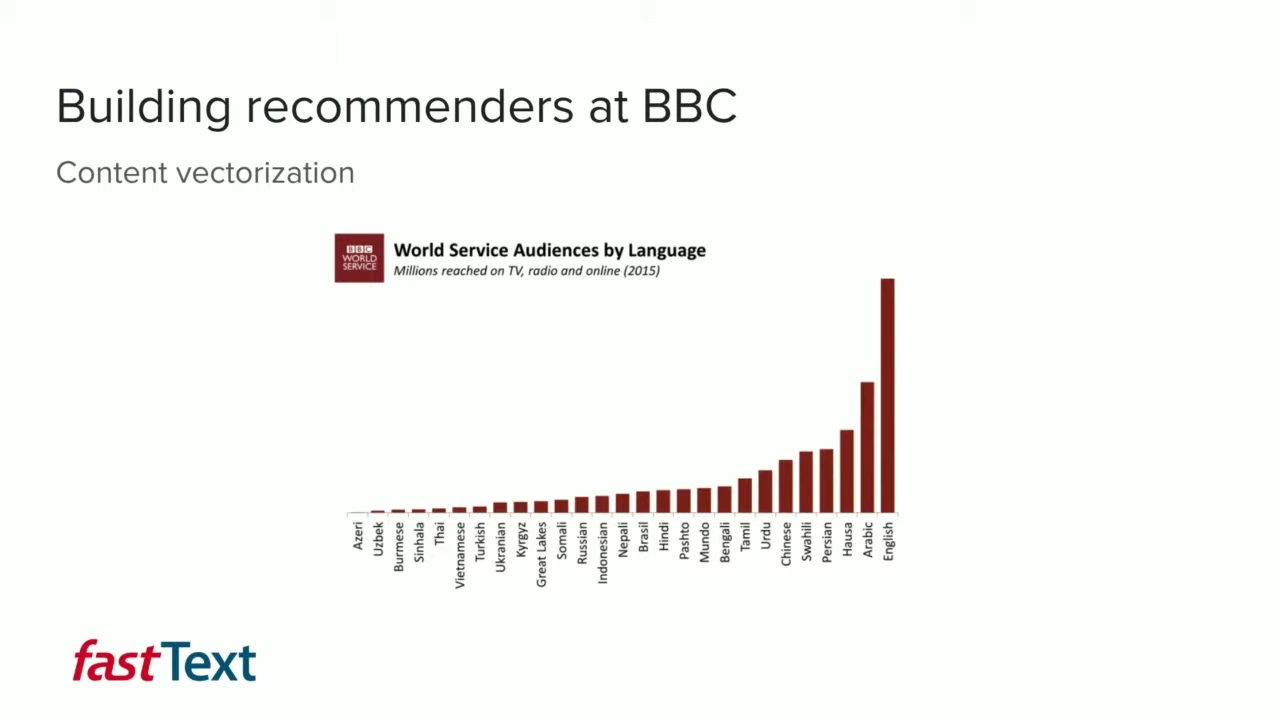 Building recommenders at BBC
Content vectorization
BBC
WORLD
SERVICE
World Service Audiences by Language
Millions reached on TV, radio and online (2015)
Azeri
Uzbek
Burmese
Sinhala
Thai
Vietnamese
Turkish
Ukranian
Kyrgyz
Great Lakes
Somali
Russian
Indonesian
Nepali
Brasil
Hindi
Pashto
Mundo
Bengali
Tamil
Urdu
Chinese
Swahili
Persian
Hausa
Arabic
English
fastText